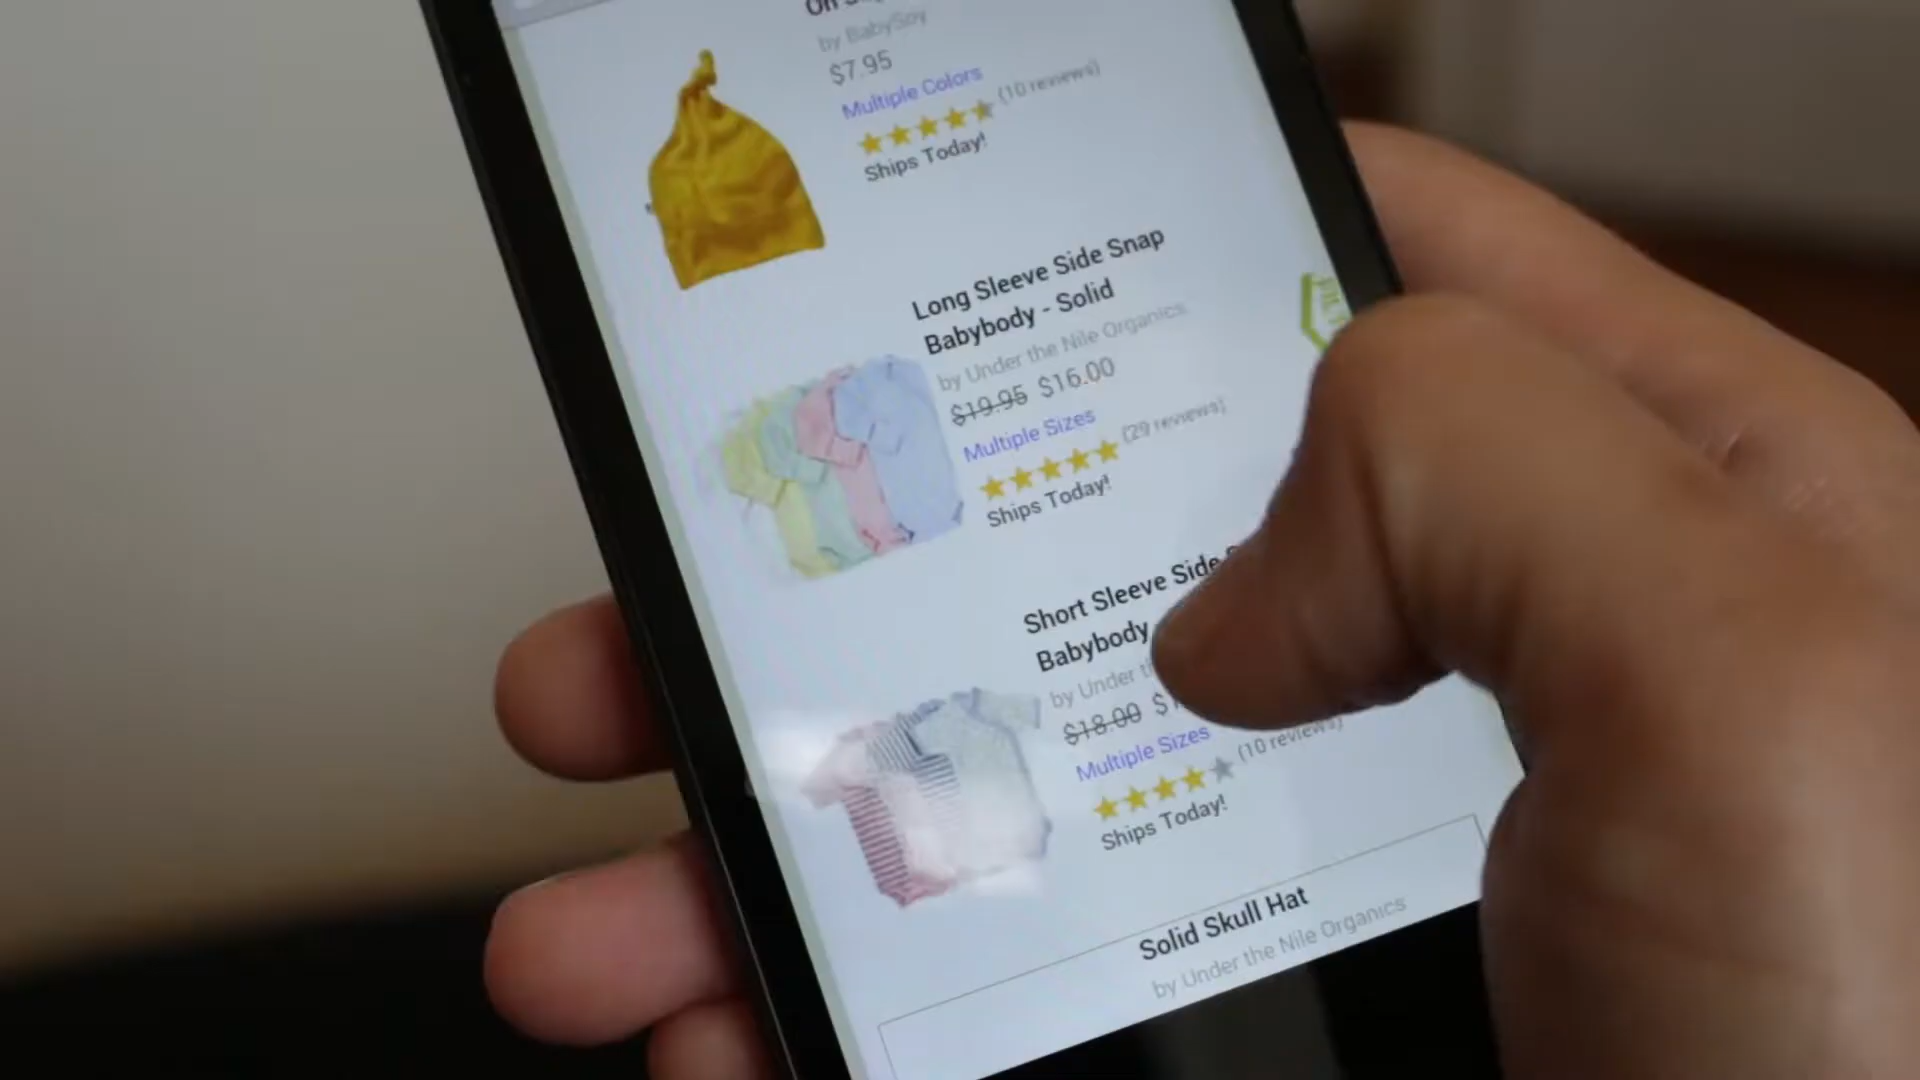 On
by BabySoy
$7.95
Multiple Colors
(10 reviews)
Ships Today!
Long Sleeve Side Snap
Babybody - Solid
by Under the Nile Organics
$19.95 $16.00
Multiple Sizes
(29 reviews)
Ships Today!
Short Sleeve Side
Babybody
by Under
$18.00 $1
Multiple Sizes
(10 reviews)
Ships Today!
Solid Skull Hat
by Under the Nile Organics